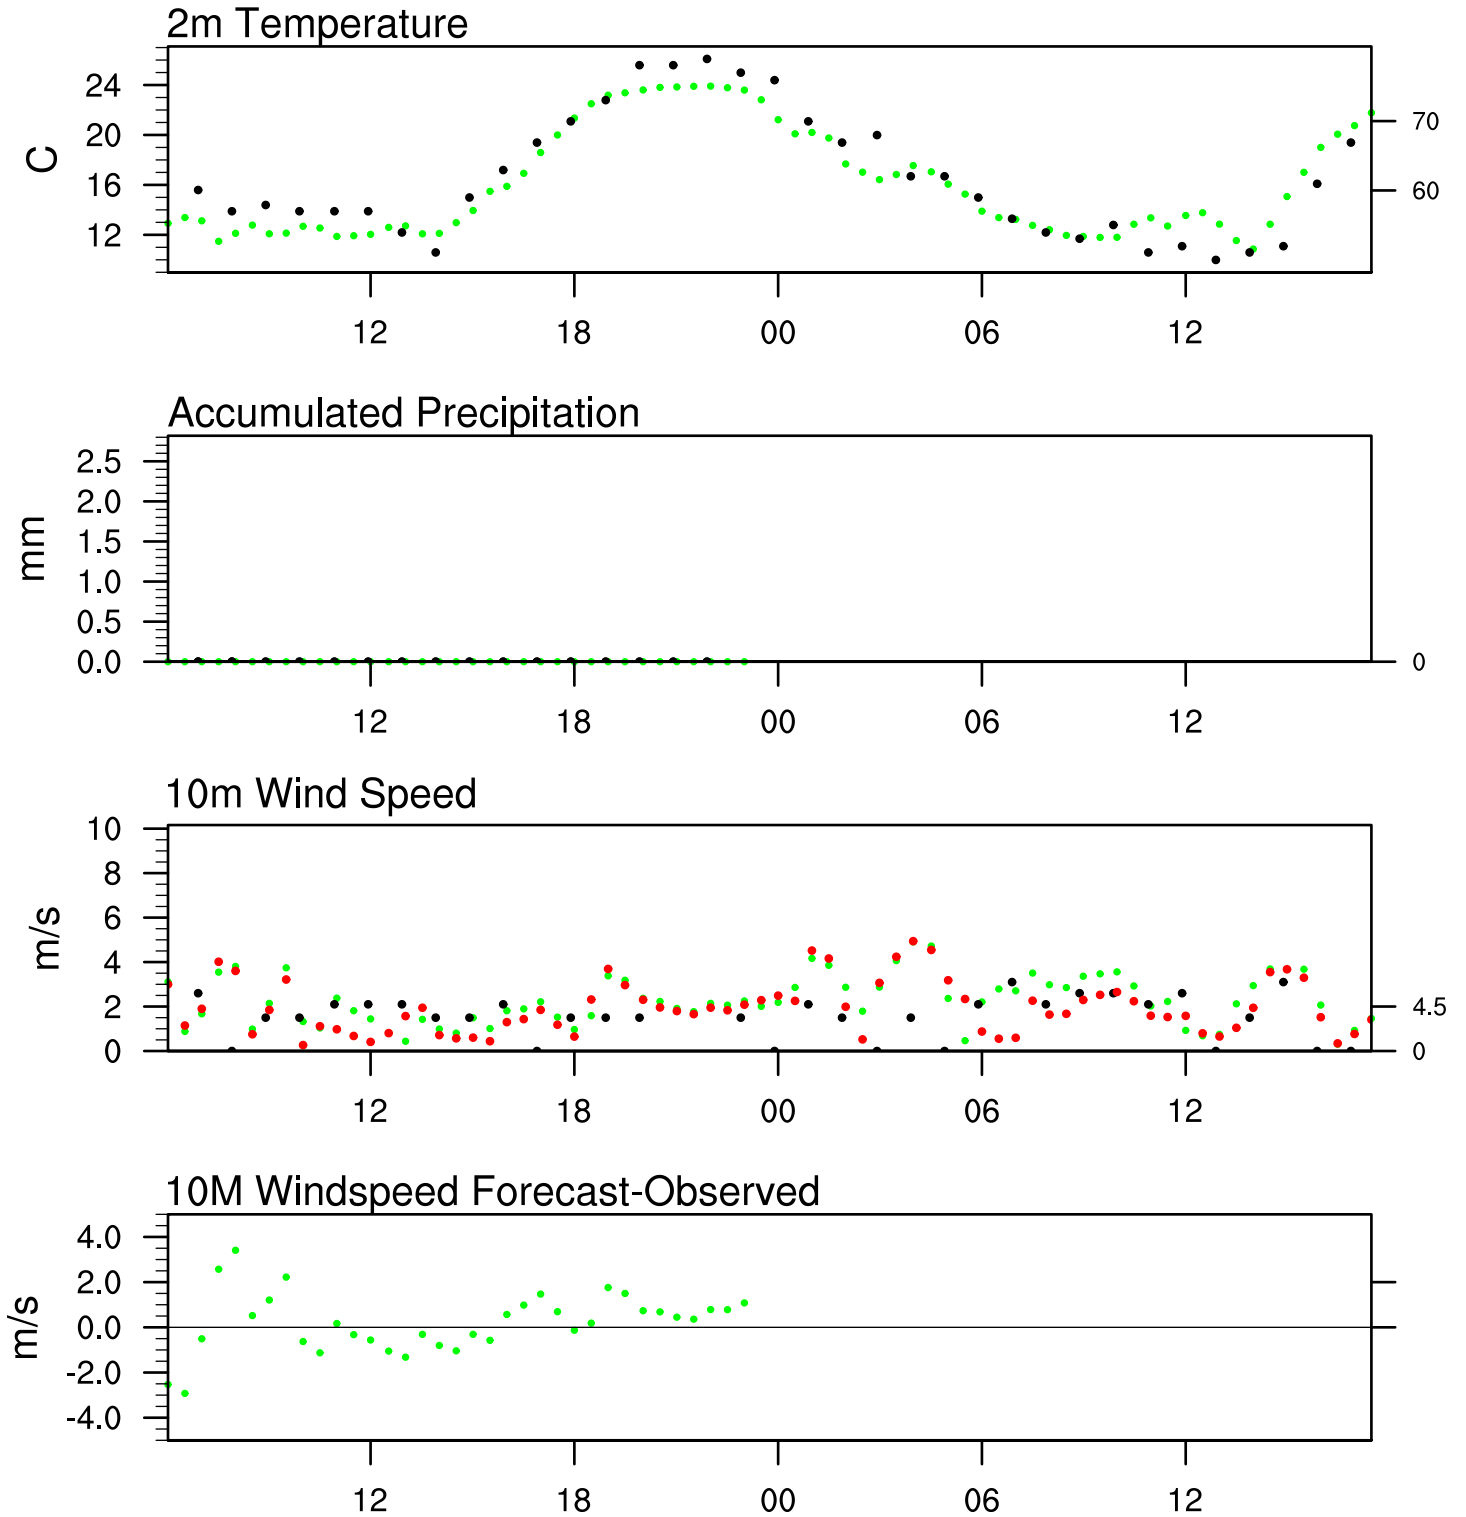 2m Temperature
24
20
16
12
C
70
60
12 18 00 06 12
Accumulated Precipitation
2.5
2.0
1.5
1.0
0.5
0.0
mm
0
12 18 00 06 12
10m Wind Speed
10
8
6
4
2
0
m/s
4.5
0
12 18 00 06 12
10M Windspeed Forecast-Observed
4.0
2.0
0.0
-2.0
-4.0
m/s
12 18 00 06 12